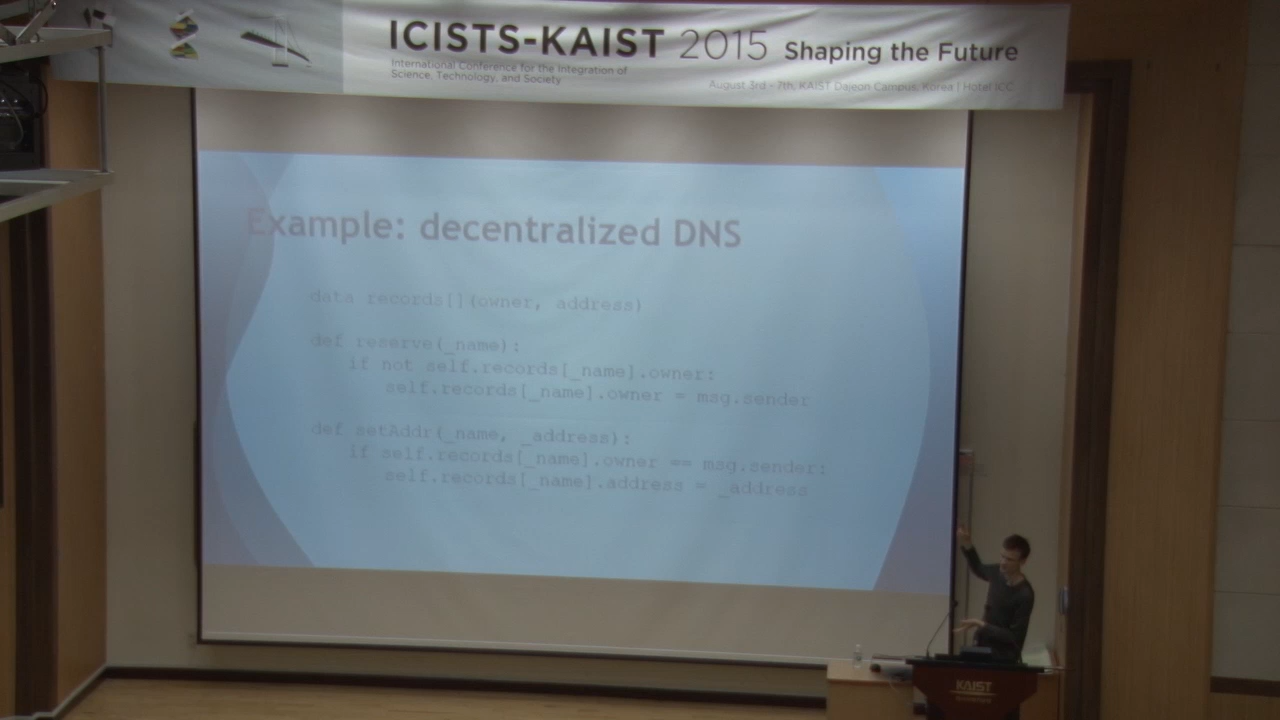 ICISTS-KAIST 2015 Shaping the Future
International Conference for the Integration of
Science, Technology, and Society
August 3rd - 7th, KAIST Dajeon Campus, Korea | Hotel ICC
Example: decentralized DNS
data records[](owner, address)
def reserve(_name):
if not self.records[_name].owner:
self.records[_name].owner = msg.sender
def setAddr(_name, _address):
if self.records[_name].owner == msg.sender:
self.records[_name].address = _address
KAIST